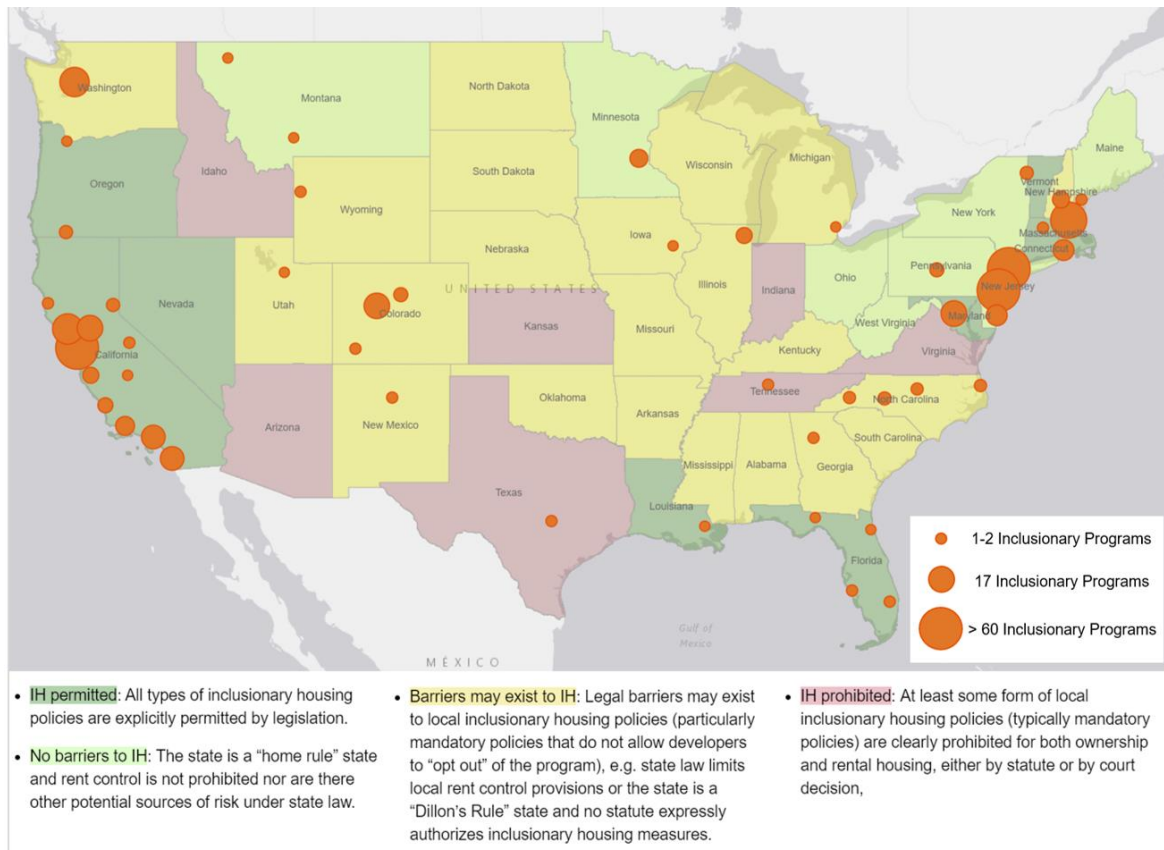 Washington
Montana
North Dakota
Minnesota
Maine
Oregon
Idaho
Wyoming
South Dakota
Wisconsin
Michigan
Vermont
New Hampshire
New York
Massachusetts
Connecticut
Nevada
Utah
Colorado
Nebraska
Iowa
Illinois
Indiana
Ohio
Pennsylvania
New Jersey
UNITED STATES
California
Kansas
Missouri
Kentucky
West Virginia
Maryland
Virginia
Arizona
New Mexico
Oklahoma
Arkansas
Tennessee
North Carolina
South Carolina
Texas
Louisiana
Mississippi
Alabama
Georgia
Florida
Gulf of
Mexico
MÉXICO
1-2 Inclusionary Programs
17 Inclusionary Programs
> 60 Inclusionary Programs
• IH permitted: All types of inclusionary housing
policies are explicitly permitted by legislation.
• No barriers to IH: The state is a “home rule” state
and rent control is not prohibited nor are there
other potential sources of risk under state law.
• Barriers may exist to IH: Legal barriers may exist
to local inclusionary housing policies (particularly
mandatory policies that do not allow developers
to “opt out” of the program), e.g. state law limits
local rent control provisions or the state is a
“Dillon’s Rule” state and no statute expressly
authorizes inclusionary housing measures.
• IH prohibited: At least some form of local
inclusionary housing policies (typically mandatory
policies) are clearly prohibited for both ownership
and rental housing, either by statute or by court
decision,